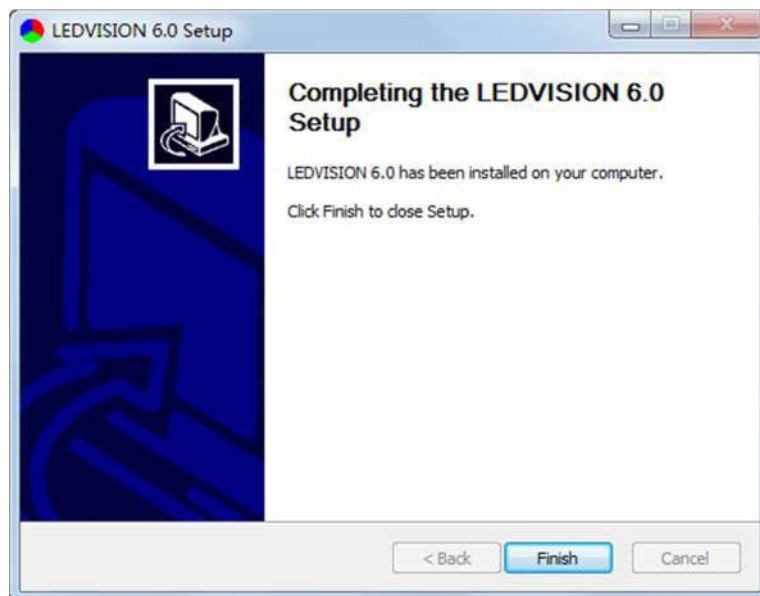 LEDVISION 6.0 Setup
Completing the LEDVISION 6.0
Setup
LEDVISION 6.0 has been installed on your computer.
Click Finish to close Setup.
< Back
Finish
Cancel